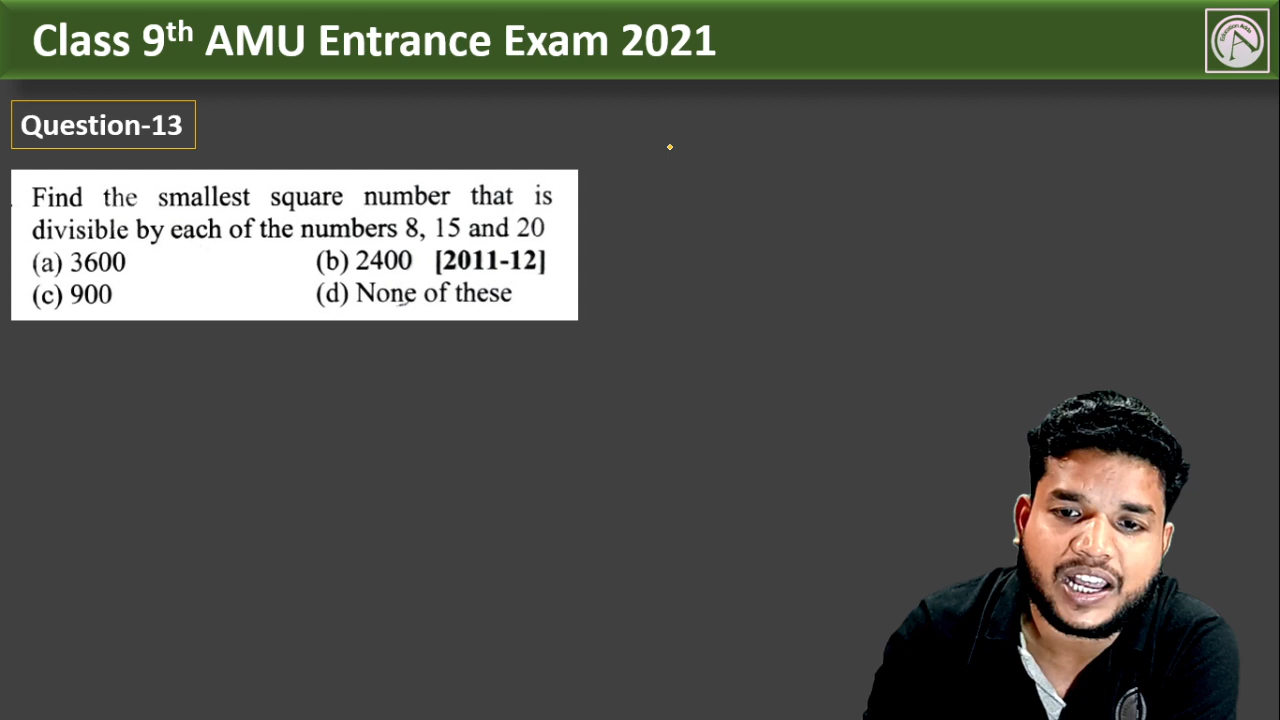 Class 9th AMU Entrance Exam 2021
Question-13
Find the smallest square number that is
divisible by each of the numbers 8, 15 and 20
(a) 3600 (b) 2400 [2011-12]
(c) 900 (d) None of these